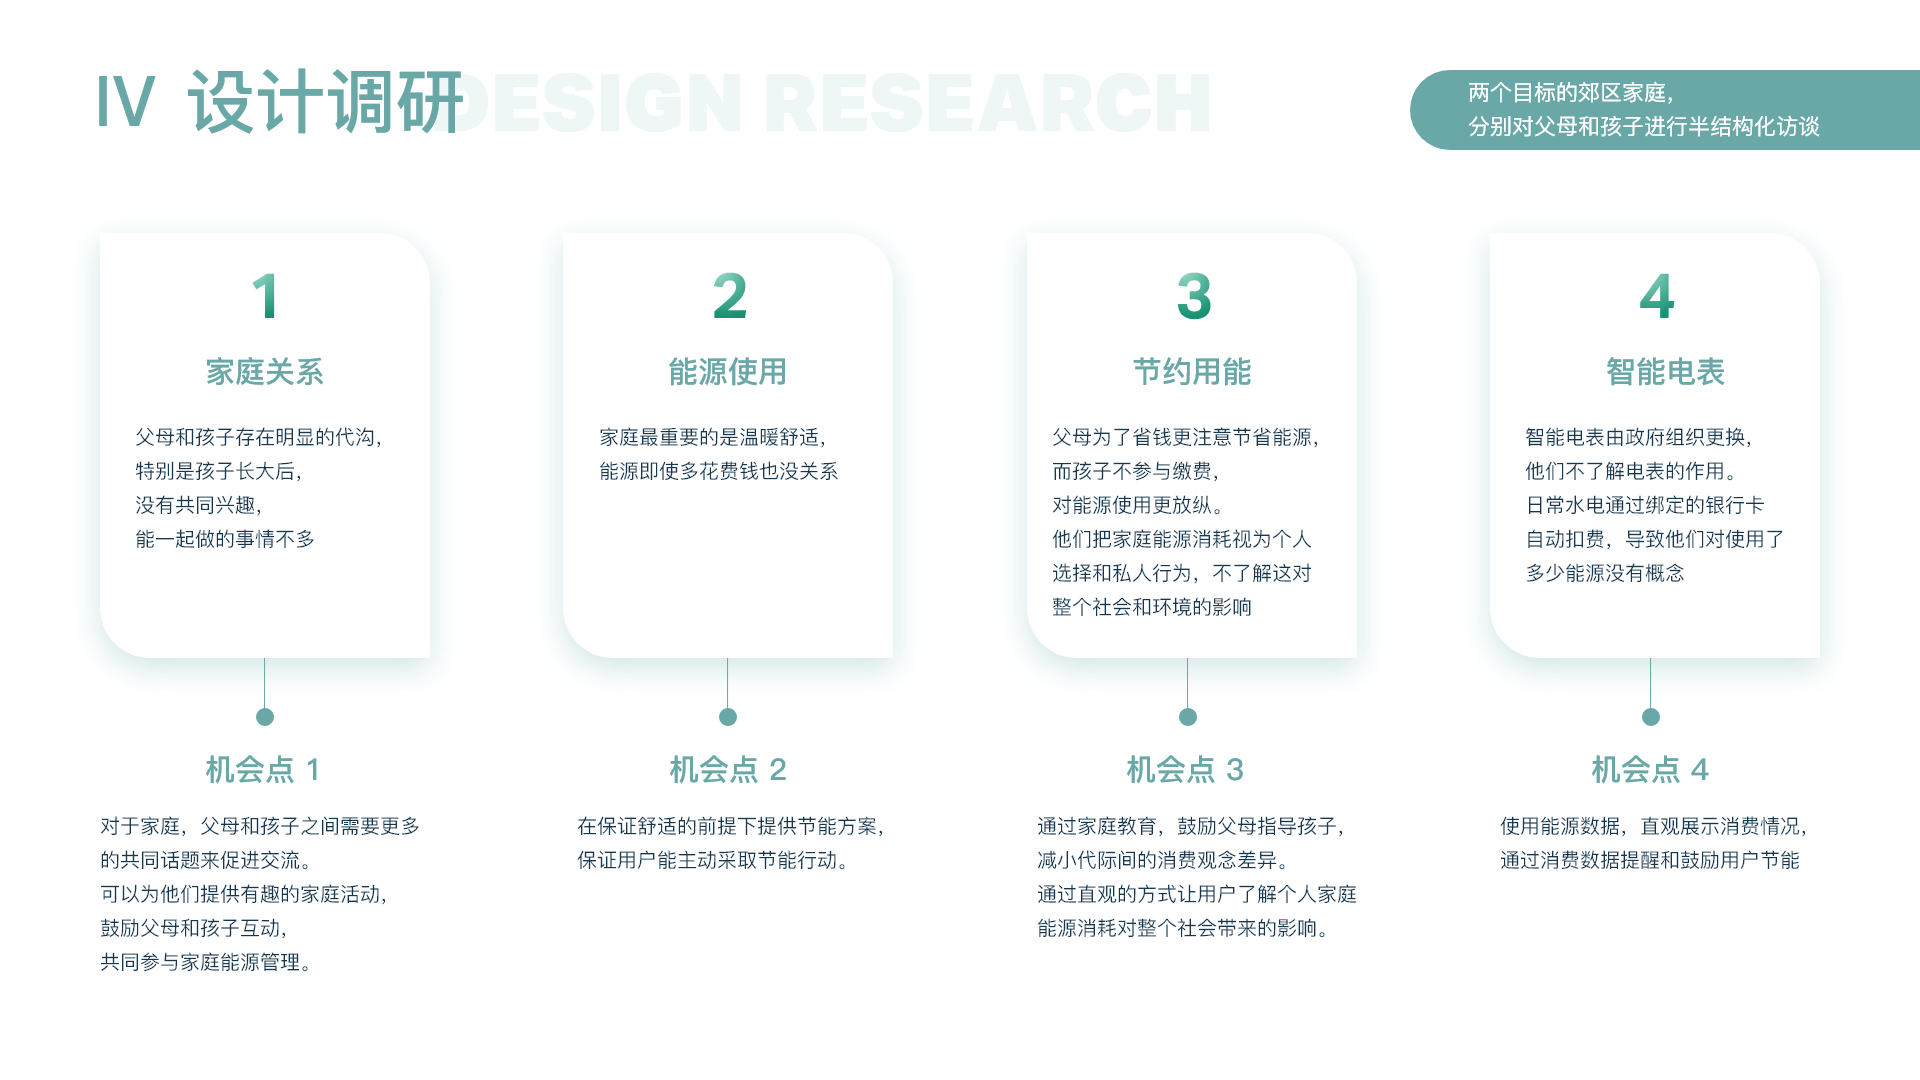 IV 设计调研
DESIGN RESEARCH
两个目标的郊区家庭，
分别对父母和孩子进行半结构化访谈
1
家庭关系
父母和孩子存在明显的代沟，
特别是孩子长大后，
没有共同兴趣，
能一起做的事情不多
机会点 1
对于家庭，父母和孩子之间需要更多
的共同话题来促进交流。
可以为他们提供有趣的家庭活动，
鼓励父母和孩子互动，
共同参与家庭能源管理。
2
能源使用
家庭最重要的是温暖舒适，
能源即使多花费钱也没关系
机会点 2
在保证舒适的前提下提供节能方案，
保证用户能主动采取节能行动。
3
节约用能
父母为了省钱更注意节省能源，
而孩子不参与缴费，
对能源使用更放纵。
他们把家庭能源消耗视为个人
选择和私人行为，不了解这对
整个社会和环境的影响
机会点 3
通过家庭教育，鼓励父母指导孩子，
减小代际间的消费观念差异。
通过直观的方式让用户了解个人家庭
能源消耗对整个社会带来的影响。
4
智能电表
智能电表由政府组织更换，
他们不了解电表的作用。
日常水电通过绑定的银行卡
自动扣费，导致他们对使用了
多少能源没有概念
机会点 4
使用能源数据，直观展示消费情况，
通过消费数据提醒和鼓励用户节能